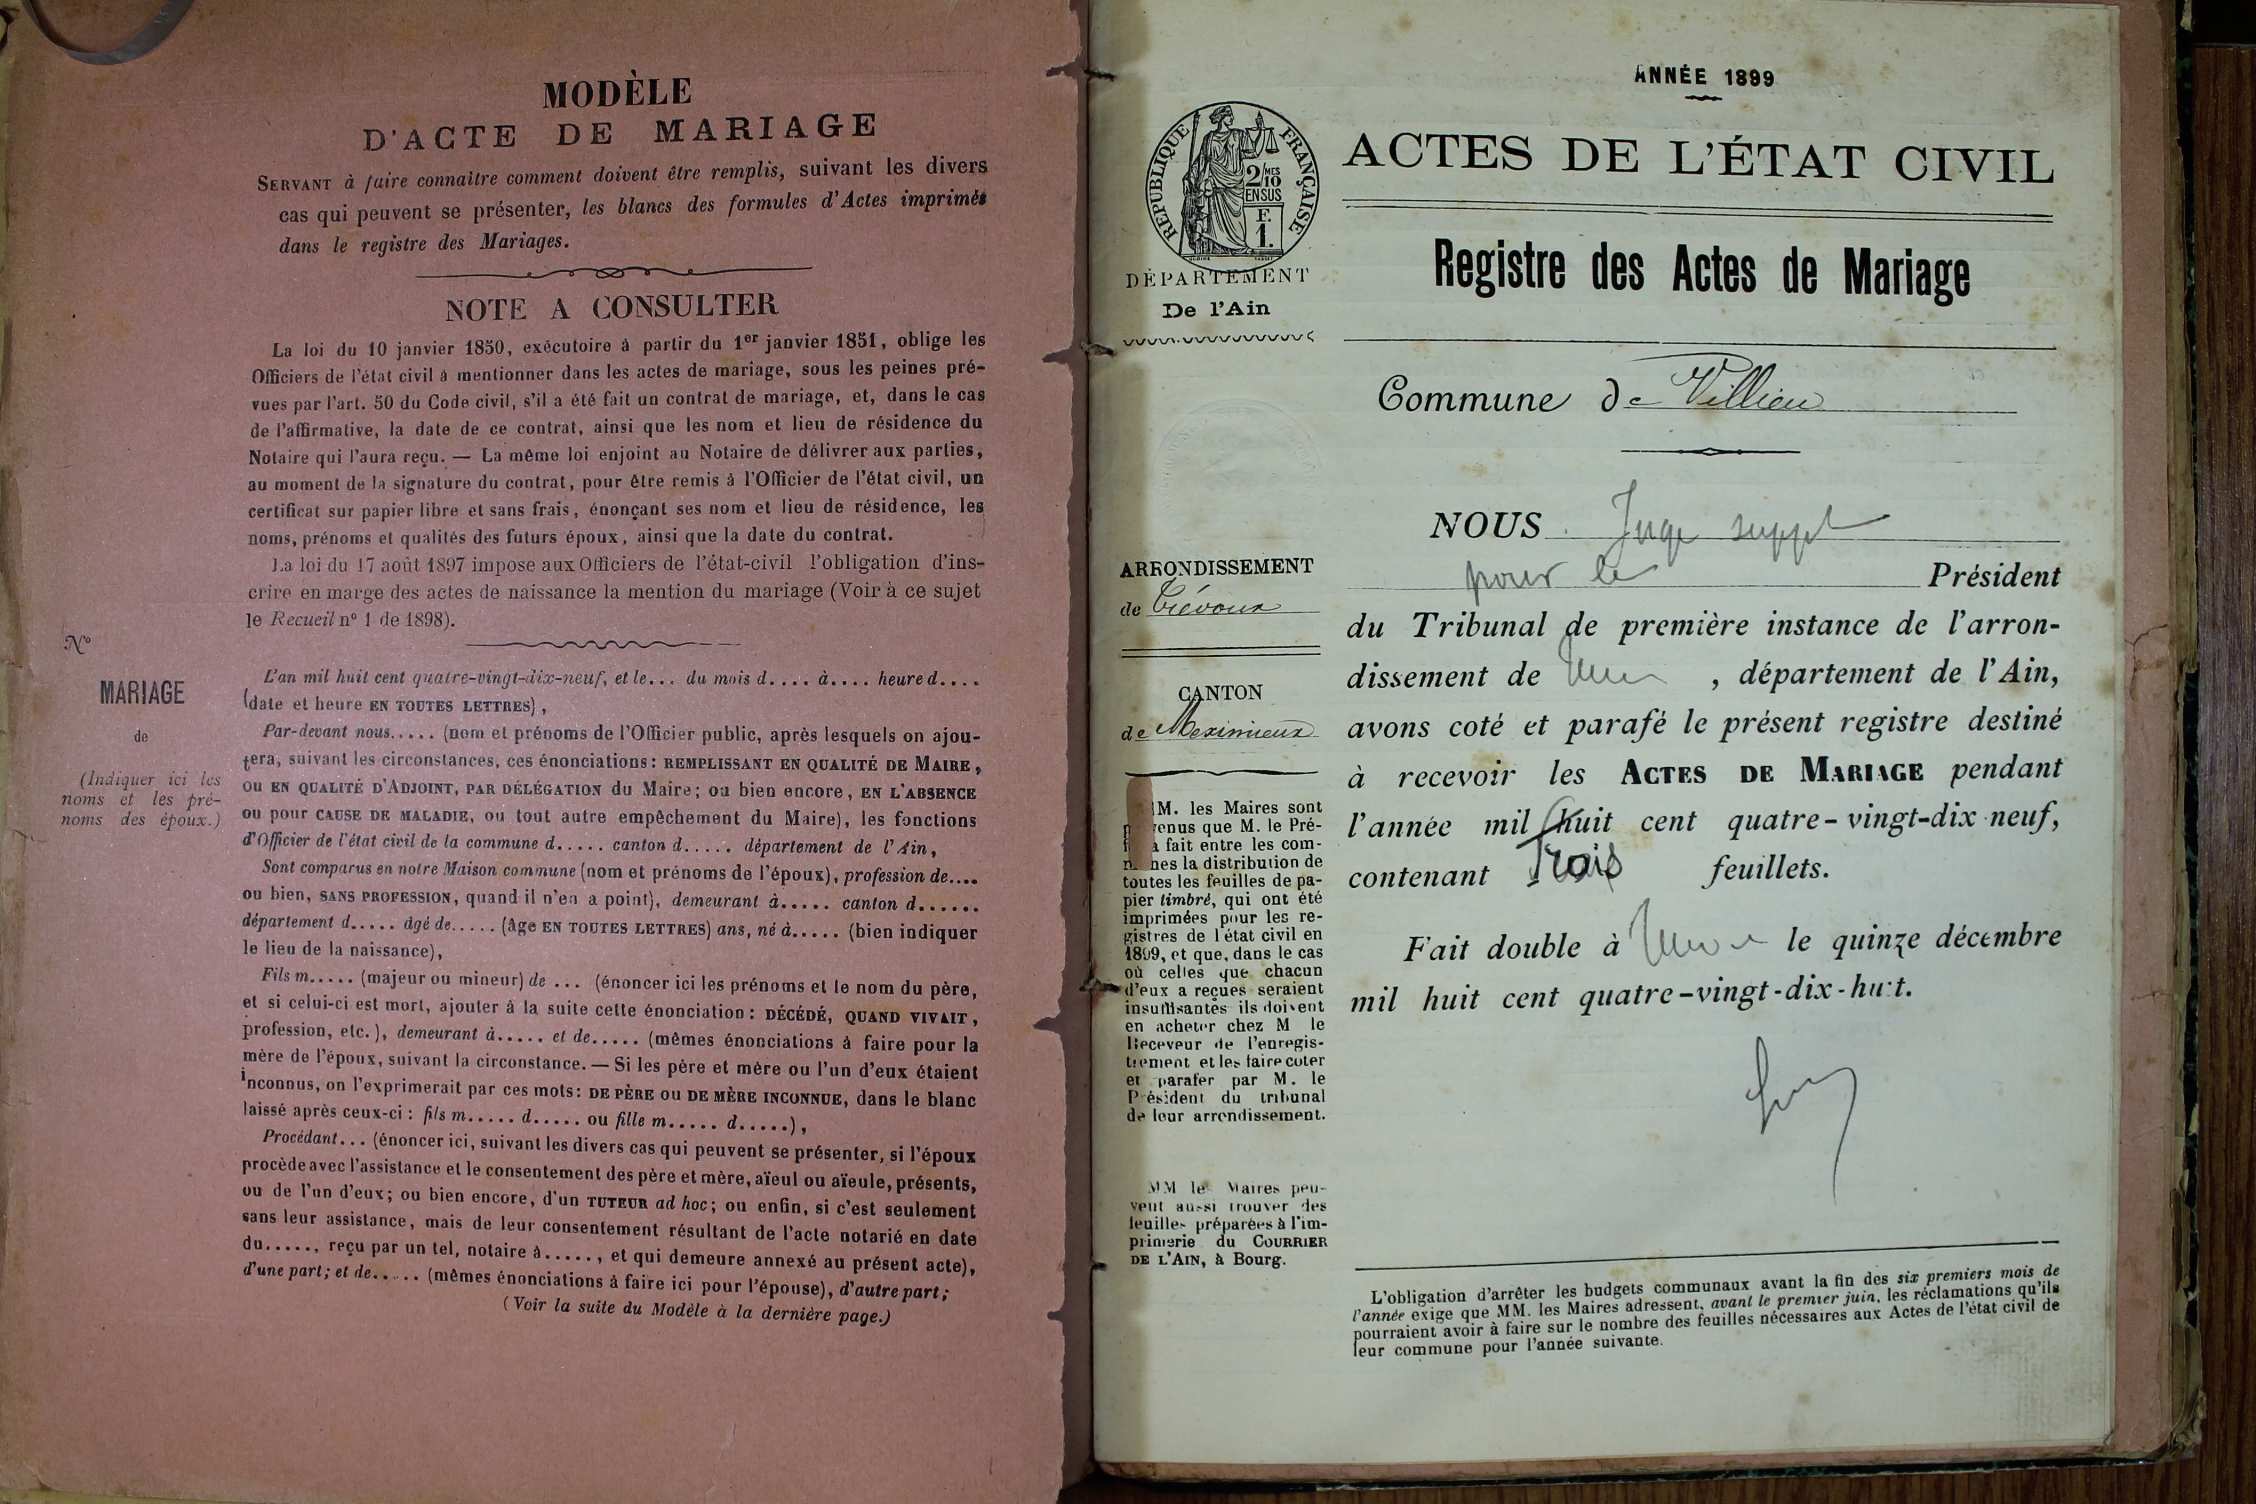 MODÈLE
D'ACTE DE MARIAGE
SERVANT à faire connaitre comment doivent être remplis, suivant les divers
cas qui peuvent se présenter, les blancs des formules d'Actes imprimés
dans le registre des Mariages.
NOTE A CONSULTER
La loi du 10 janvier 1850, exécutoire à partir du 1er janvier 1851, oblige les
Officiers de l'état civil à mentionner dans les actes de mariage, sous les peines pré-
vues par l'art. 50 du Code civil, s'il a été fait un contrat de mariage, et, dans le cas
de l'affirmative, la date de ce contrat, ainsi que les nom et lieu de résidence du
Notaire qui l'aura reçu. — La même loi enjoint au Notaire de délivrer aux parties,
au moment de la signature du contrat, pour être remis à l'Officier de l'état civil, un
certificat sur papier libre et sans frais, énonçant ses nom et lieu de résidence, les
noms, prénoms et qualités des futurs époux, ainsi que la date du contrat.
La loi du 17 août 1897 impose aux Officiers de l'état-civil l'obligation d'ins-
crire en marge des actes de naissance la mention du mariage (Voir à ce sujet
le Recueil n° 1 de 1898).
N°
MARIAGE
de
(Indiquer ici les
noms et les pré-
noms des époux.)
L'an mil huit cent quatre-vingt-dix-neuf, et le... du mois d.... à.... heure d....
(date et heure EN TOUTES LETTRES),
Par-devant nous..... (nom et prénoms de l'Officier public, après lesquels on ajou-
tera, suivant les circonstances, ces énonciations: REMPLISSANT EN QUALITÉ DE MAIRE,
ou EN QUALITÉ D'ADJOINT, PAR DÉLÉGATION du Maire; ou bien encore, EN L'ABSENCE
ou pour CAUSE DE MALADIE, ou tout autre empêchement du Maire), les fonctions
d'Officier de l'état civil de la commune d..... canton d..... département de l'Ain,
Sont comparus en notre Maison commune (nom et prénoms de l'époux), profession de....
ou bien, SANS PROFESSION, quand il n'en a point), demeurant à..... canton d......
département d..... âgé de..... (âge EN TOUTES LETTRES) ans, né à..... (bien indiquer
le lieu de la naissance),
Fils m..... (majeur ou mineur) de ... (énoncer ici les prénoms et le nom du père,
et si celui-ci est mort, ajouter à la suite cette énonciation: DÉCÉDÉ, QUAND VIVAIT,
profession, etc.), demeurant à..... et de..... (mêmes énonciations à faire pour la
mère de l'époux, suivant la circonstance. — Si les père et mère ou l'un d'eux étaient
inconnus, on l'exprimerait par ces mots: DE PÈRE OU DE MÈRE INCONNUE, dans le blanc
laissé après ceux-ci: fils m..... d..... ou fille m..... d.....),
Procédant... (énoncer ici, suivant les divers cas qui peuvent se présenter, si l'époux
procède avec l'assistance et le consentement des père et mère, aïeul ou aïeule, présents,
ou de l'un d'eux; ou bien encore, d'un TUTEUR ad hoc; ou enfin, si c'est seulement
sans leur assistance, mais de leur consentement résultant de l'acte notarié en date
du....., reçu par un tel, notaire à....., et qui demeure annexé au présent acte),
d'une part; et de..... (mêmes énonciations à faire ici pour l'épouse), d'autre part;
(Voir la suite du Modèle à la dernière page.)
RÉPUBLIQUE FRANÇAISE
2/10 MES
EN SUS
F.
1.
DÉPARTEMENT
De l'Ain
ARRONDISSEMENT
de Trévoux
CANTON
de Meximieux
M. les Maires sont
venus que M. le Pré-
à fait entre les com-
nes la distribution de
toutes les feuilles de pa-
pier timbré, qui ont été
imprimées pour les re-
gistres de l'état civil en
1899, et que, dans le cas
où celles que chacun
d'eux a reçues seraient
insuffisantes ils doivent
en acheter chez M le
Receveur de l'enregis-
trement et les faire coter
et parafer par M. le
Président du tribunal
de leur arrondissement.
MM les Maires peu-
vent aussi trouver des
feuilles préparées à l'im-
primerie du COURRIER
DE L'AIN, à Bourg.
ANNÉE 1899
ACTES DE L'ÉTAT CIVIL
Registre des Actes de Mariage
Commune de Villieu
NOUS Juge suppt
pour le Président
du Tribunal de première instance de l'arron-
dissement de , département de l'Ain,
avons coté et parafé le présent registre destiné
à recevoir les ACTES DE MARIAGE pendant
l'année mil huit cent quatre-vingt-dix neuf,
contenant Trois feuillets.
Fait double à le quinze décembre
mil huit cent quatre-vingt-dix-huit.
L'obligation d'arrêter les budgets communaux avant la fin des six premiers mois de
l'année exige que MM. les Maires adressent, avant le premier juin, les réclamations qu'ils
pourraient avoir à faire sur le nombre des feuilles nécessaires aux Actes de l'état civil de
leur commune pour l'année suivante.